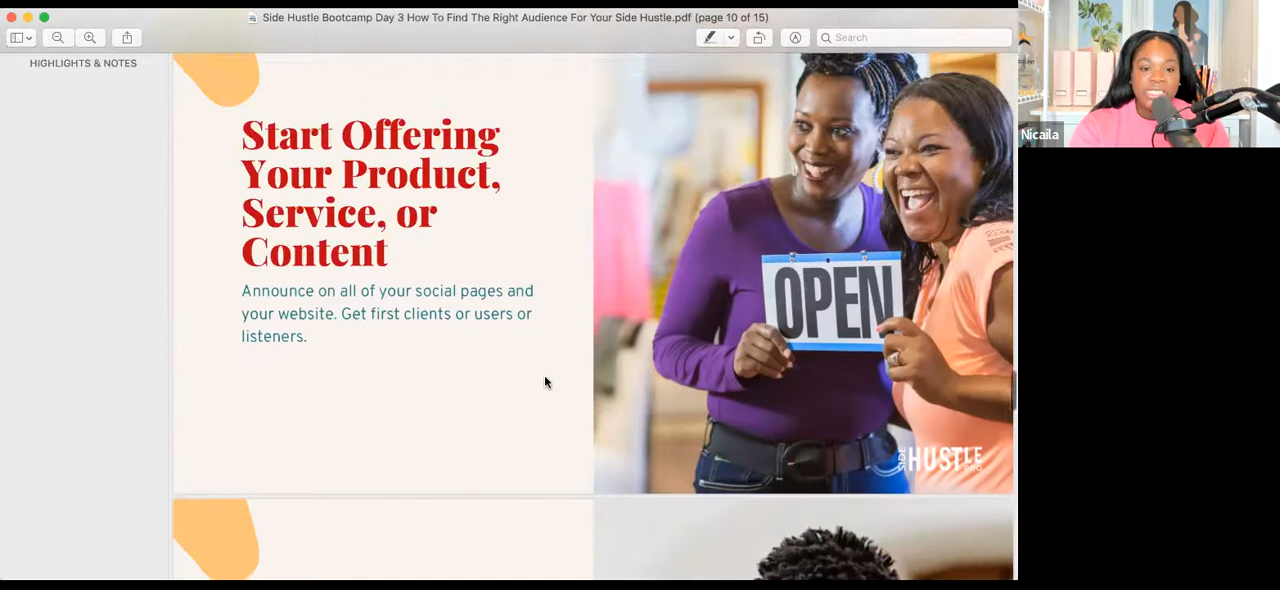 Side Hustle Bootcamp Day 3 How To Find The Right Audience For Your Side Hustle.pdf (page 10 of 15)
Search
HIGHLIGHTS & NOTES
Nicaila
Start Offering
Your Product,
Service, or
Content
Announce on all of your social pages and
your website. Get first clients or users or
listeners.
OPEN
SIDE HUSTLE PRO